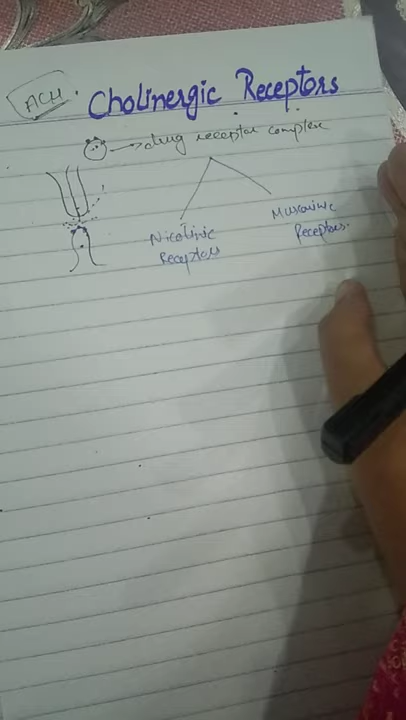 ACH. Cholinergic Receptors
drug receptor complex
Nicotinic
Receptors
Muscarinic
Receptors.